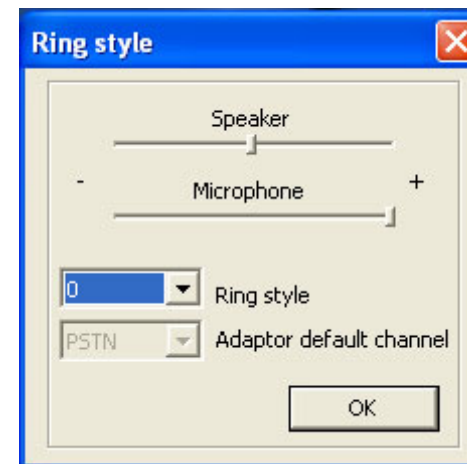 Ring style
Speaker
- Microphone +
0 Ring style
PSTN Adaptor default channel
OK